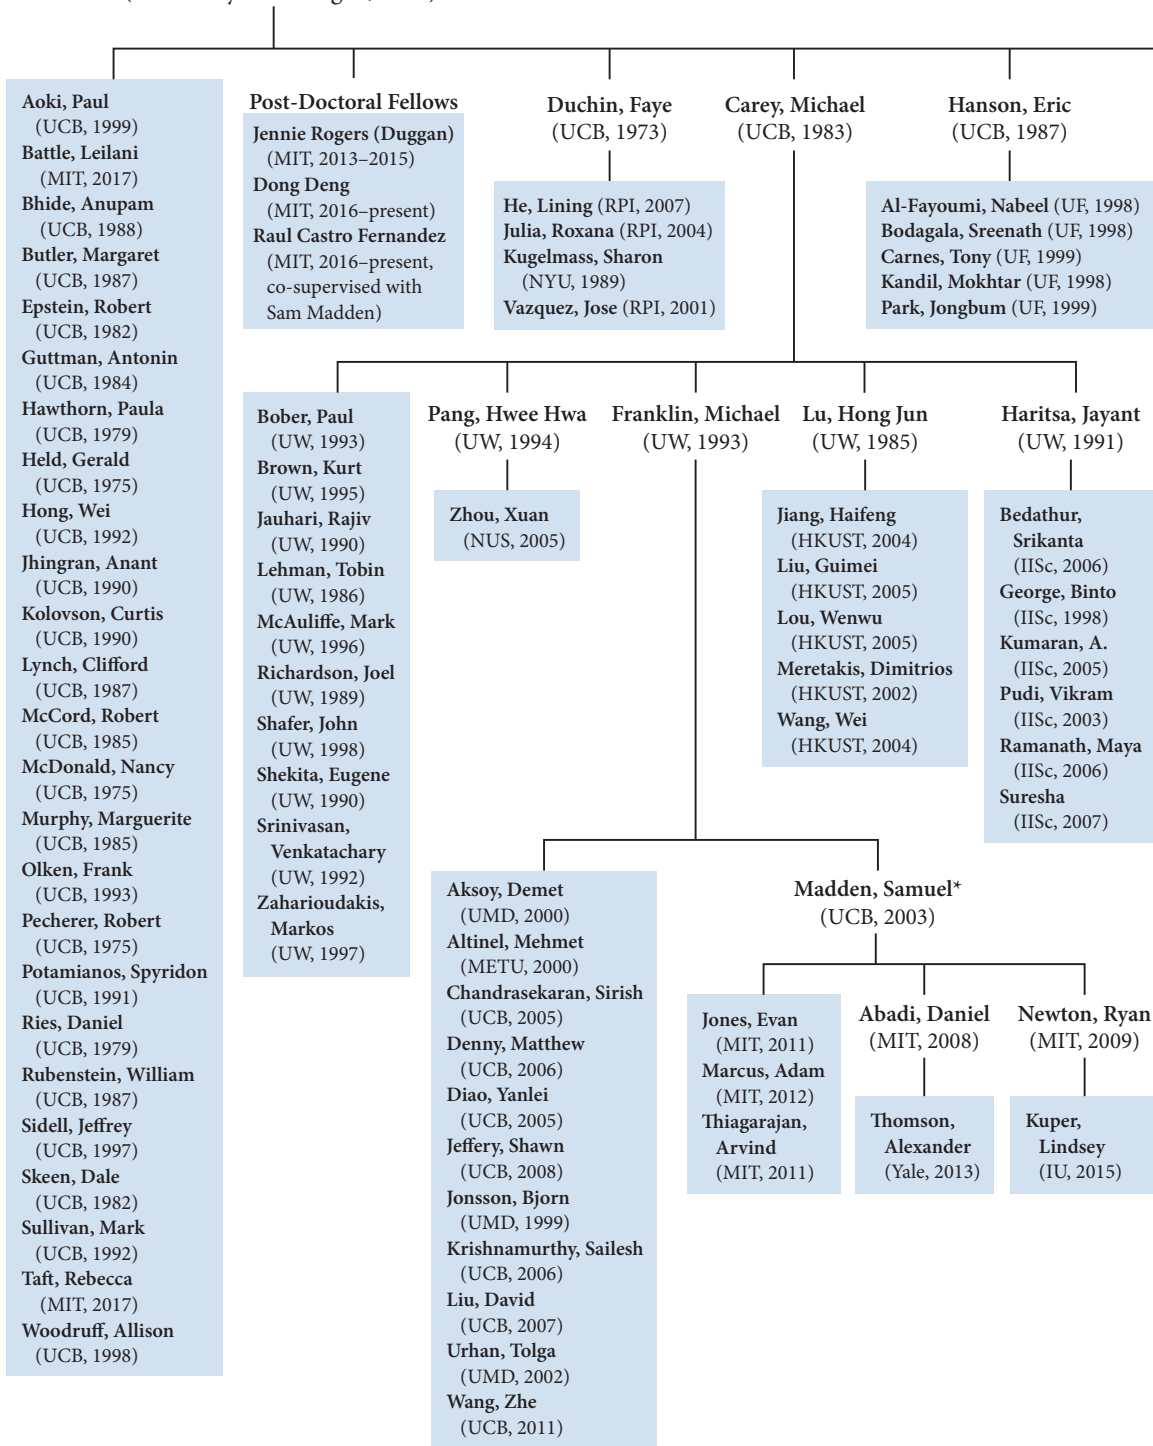 Aoki, Paul
(UCB, 1999)
Battle, Leilani
(MIT, 2017)
Bhide, Anupam
(UCB, 1988)
Butler, Margaret
(UCB, 1987)
Epstein, Robert
(UCB, 1982)
Guttman, Antonin
(UCB, 1984)
Hawthorn, Paula
(UCB, 1979)
Held, Gerald
(UCB, 1975)
Hong, Wei
(UCB, 1992)
Jhingran, Anant
(UCB, 1990)
Kolovson, Curtis
(UCB, 1990)
Lynch, Clifford
(UCB, 1987)
McCord, Robert
(UCB, 1985)
McDonald, Nancy
(UCB, 1975)
Murphy, Marguerite
(UCB, 1985)
Olken, Frank
(UCB, 1993)
Pecherer, Robert
(UCB, 1975)
Potamianos, Spyridon
(UCB, 1991)
Ries, Daniel
(UCB, 1979)
Rubenstein, William
(UCB, 1987)
Sidell, Jeffrey
(UCB, 1997)
Skeen, Dale
(UCB, 1982)
Sullivan, Mark
(UCB, 1992)
Taft, Rebecca
(MIT, 2017)
Woodruff, Allison
(UCB, 1998)
Post-Doctoral Fellows
Jennie Rogers (Duggan)
(MIT, 2013–2015)
Dong Deng
(MIT, 2016–present)
Raul Castro Fernandez
(MIT, 2016–present,
co-supervised with
Sam Madden)
Duchin, Faye
(UCB, 1973)
He, Lining (RPI, 2007)
Julia, Roxana (RPI, 2004)
Kugelmass, Sharon
(NYU, 1989)
Vazquez, Jose (RPI, 2001)
Carey, Michael
(UCB, 1983)
Hanson, Eric
(UCB, 1987)
Al-Fayoumi, Nabeel (UF, 1998)
Bodagala, Sreenath (UF, 1998)
Carnes, Tony (UF, 1999)
Kandil, Mokhtar (UF, 1998)
Park, Jongbum (UF, 1999)
Bober, Paul
(UW, 1993)
Brown, Kurt
(UW, 1995)
Jauhari, Rajiv
(UW, 1990)
Lehman, Tobin
(UW, 1986)
McAuliffe, Mark
(UW, 1996)
Richardson, Joel
(UW, 1989)
Shafer, John
(UW, 1998)
Shekita, Eugene
(UW, 1990)
Srinivasan,
Venkatachary
(UW, 1992)
Zaharioudakis,
Markos
(UW, 1997)
Pang, Hwee Hwa
(UW, 1994)
Zhou, Xuan
(NUS, 2005)
Franklin, Michael
(UW, 1993)
Lu, Hong Jun
(UW, 1985)
Jiang, Haifeng
(HKUST, 2004)
Liu, Guimei
(HKUST, 2005)
Lou, Wenwu
(HKUST, 2005)
Meretakis, Dimitrios
(HKUST, 2002)
Wang, Wei
(HKUST, 2004)
Haritsa, Jayant
(UW, 1991)
Bedathur,
Srikanta
(IISc, 2006)
George, Binto
(IISc, 1998)
Kumaran, A.
(IISc, 2005)
Pudi, Vikram
(IISc, 2003)
Ramanath, Maya
(IISc, 2006)
Suresha
(IISc, 2007)
Aksoy, Demet
(UMD, 2000)
Altinel, Mehmet
(METU, 2000)
Chandrasekaran, Sirish
(UCB, 2005)
Denny, Matthew
(UCB, 2006)
Diao, Yanlei
(UCB, 2005)
Jeffery, Shawn
(UCB, 2008)
Jonsson, Bjorn
(UMD, 1999)
Krishnamurthy, Sailesh
(UCB, 2006)
Liu, David
(UCB, 2007)
Urhan, Tolga
(UMD, 2002)
Wang, Zhe
(UCB, 2011)
Madden, Samuel*
(UCB, 2003)
Jones, Evan
(MIT, 2011)
Marcus, Adam
(MIT, 2012)
Thiagarajan,
Arvind
(MIT, 2011)
Abadi, Daniel
(MIT, 2008)
Thomson,
Alexander
(Yale, 2013)
Newton, Ryan
(MIT, 2009)
Kuper,
Lindsey
(IU, 2015)